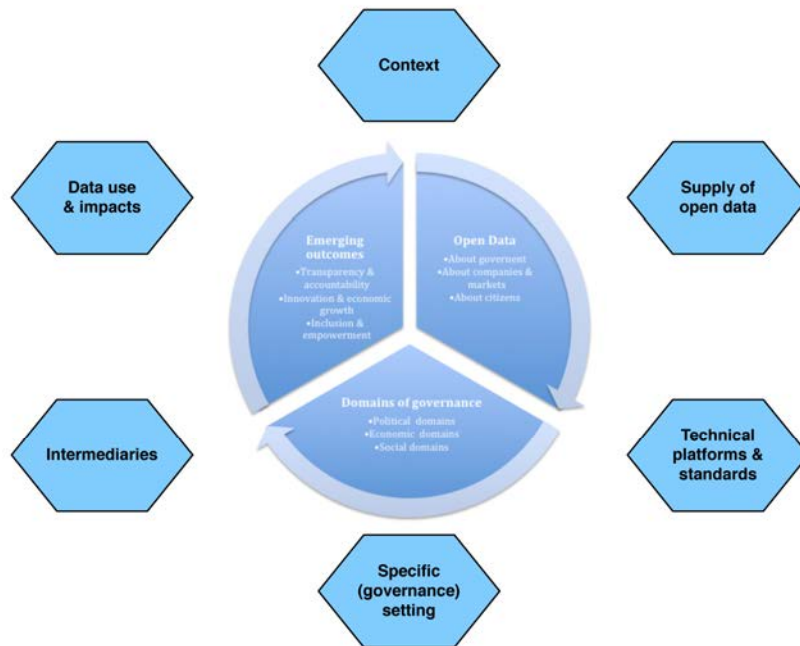 Context
Data use
& impacts
Supply of
open data
Emerging
outcomes
•Transparency &
accountability
•Innovation & economic
growth
•Inclusion &
empowerment
Open Data
•About goverment
•About companies &
markets
•About citizens
Domains of governance
•Political domains
•Economic domains
•Social domains
Intermediaries
Technical
platforms &
standards
Specific
(governance)
setting